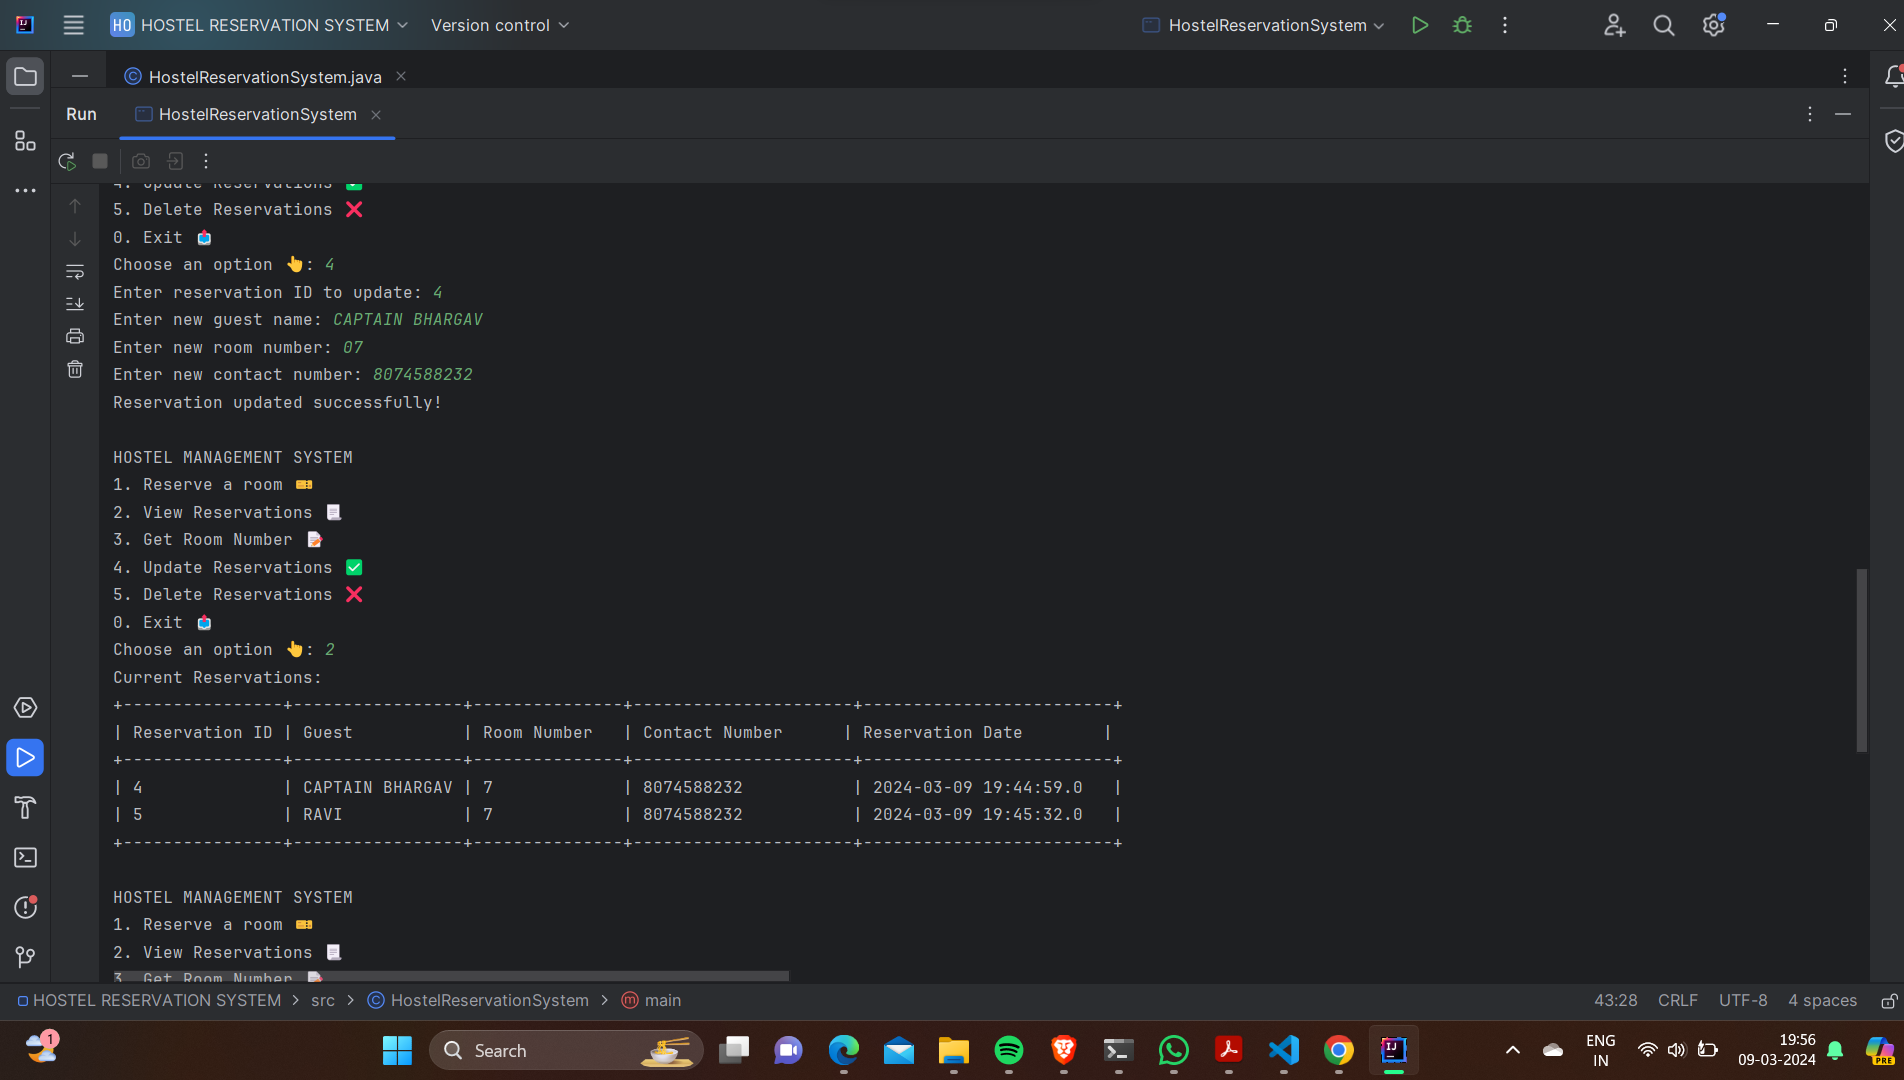 HO HOSTEL RESERVATION SYSTEM Version control HostelReservationSystem
HostelReservationSystem.java
Run HostelReservationSystem
4. Update Reservations ✅
5. Delete Reservations ❌
0. Exit 📤
Choose an option 👆: 4
Enter reservation ID to update: 4
Enter new guest name: CAPTAIN BHARGAV
Enter new room number: 07
Enter new contact number: 8074588232
Reservation updated successfully!
HOSTEL MANAGEMENT SYSTEM
1. Reserve a room 🎫
2. View Reservations 📃
3. Get Room Number 📝
4. Update Reservations ✅
5. Delete Reservations ❌
0. Exit 📤
Choose an option 👆: 2
Current Reservations:
+----------------+-----------------+---------------+----------------------+-------------------------+
| Reservation ID | Guest           | Room Number   | Contact Number      | Reservation Date        |
+----------------+-----------------+---------------+----------------------+-------------------------+
| 4              | CAPTAIN BHARGAV | 7             | 8074588232           | 2024-03-09 19:44:59.0   |
| 5              | RAVI            | 7             | 8074588232           | 2024-03-09 19:45:32.0   |
+----------------+-----------------+---------------+----------------------+-------------------------+
HOSTEL MANAGEMENT SYSTEM
1. Reserve a room 🎫
2. View Reservations 📃
3. Get Room Number 📝
HOSTEL RESERVATION SYSTEM > src > HostelReservationSystem > main 43:28 CRLF UTF-8 4 spaces
1 Search ENG 19:56
IN 09-03-2024 PRE